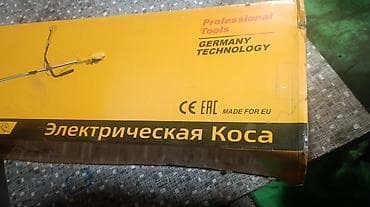 Professional
Tools
GERMANY
TECHNOLOGY
CE EAC MADE FOR EU
Электрическая Коса